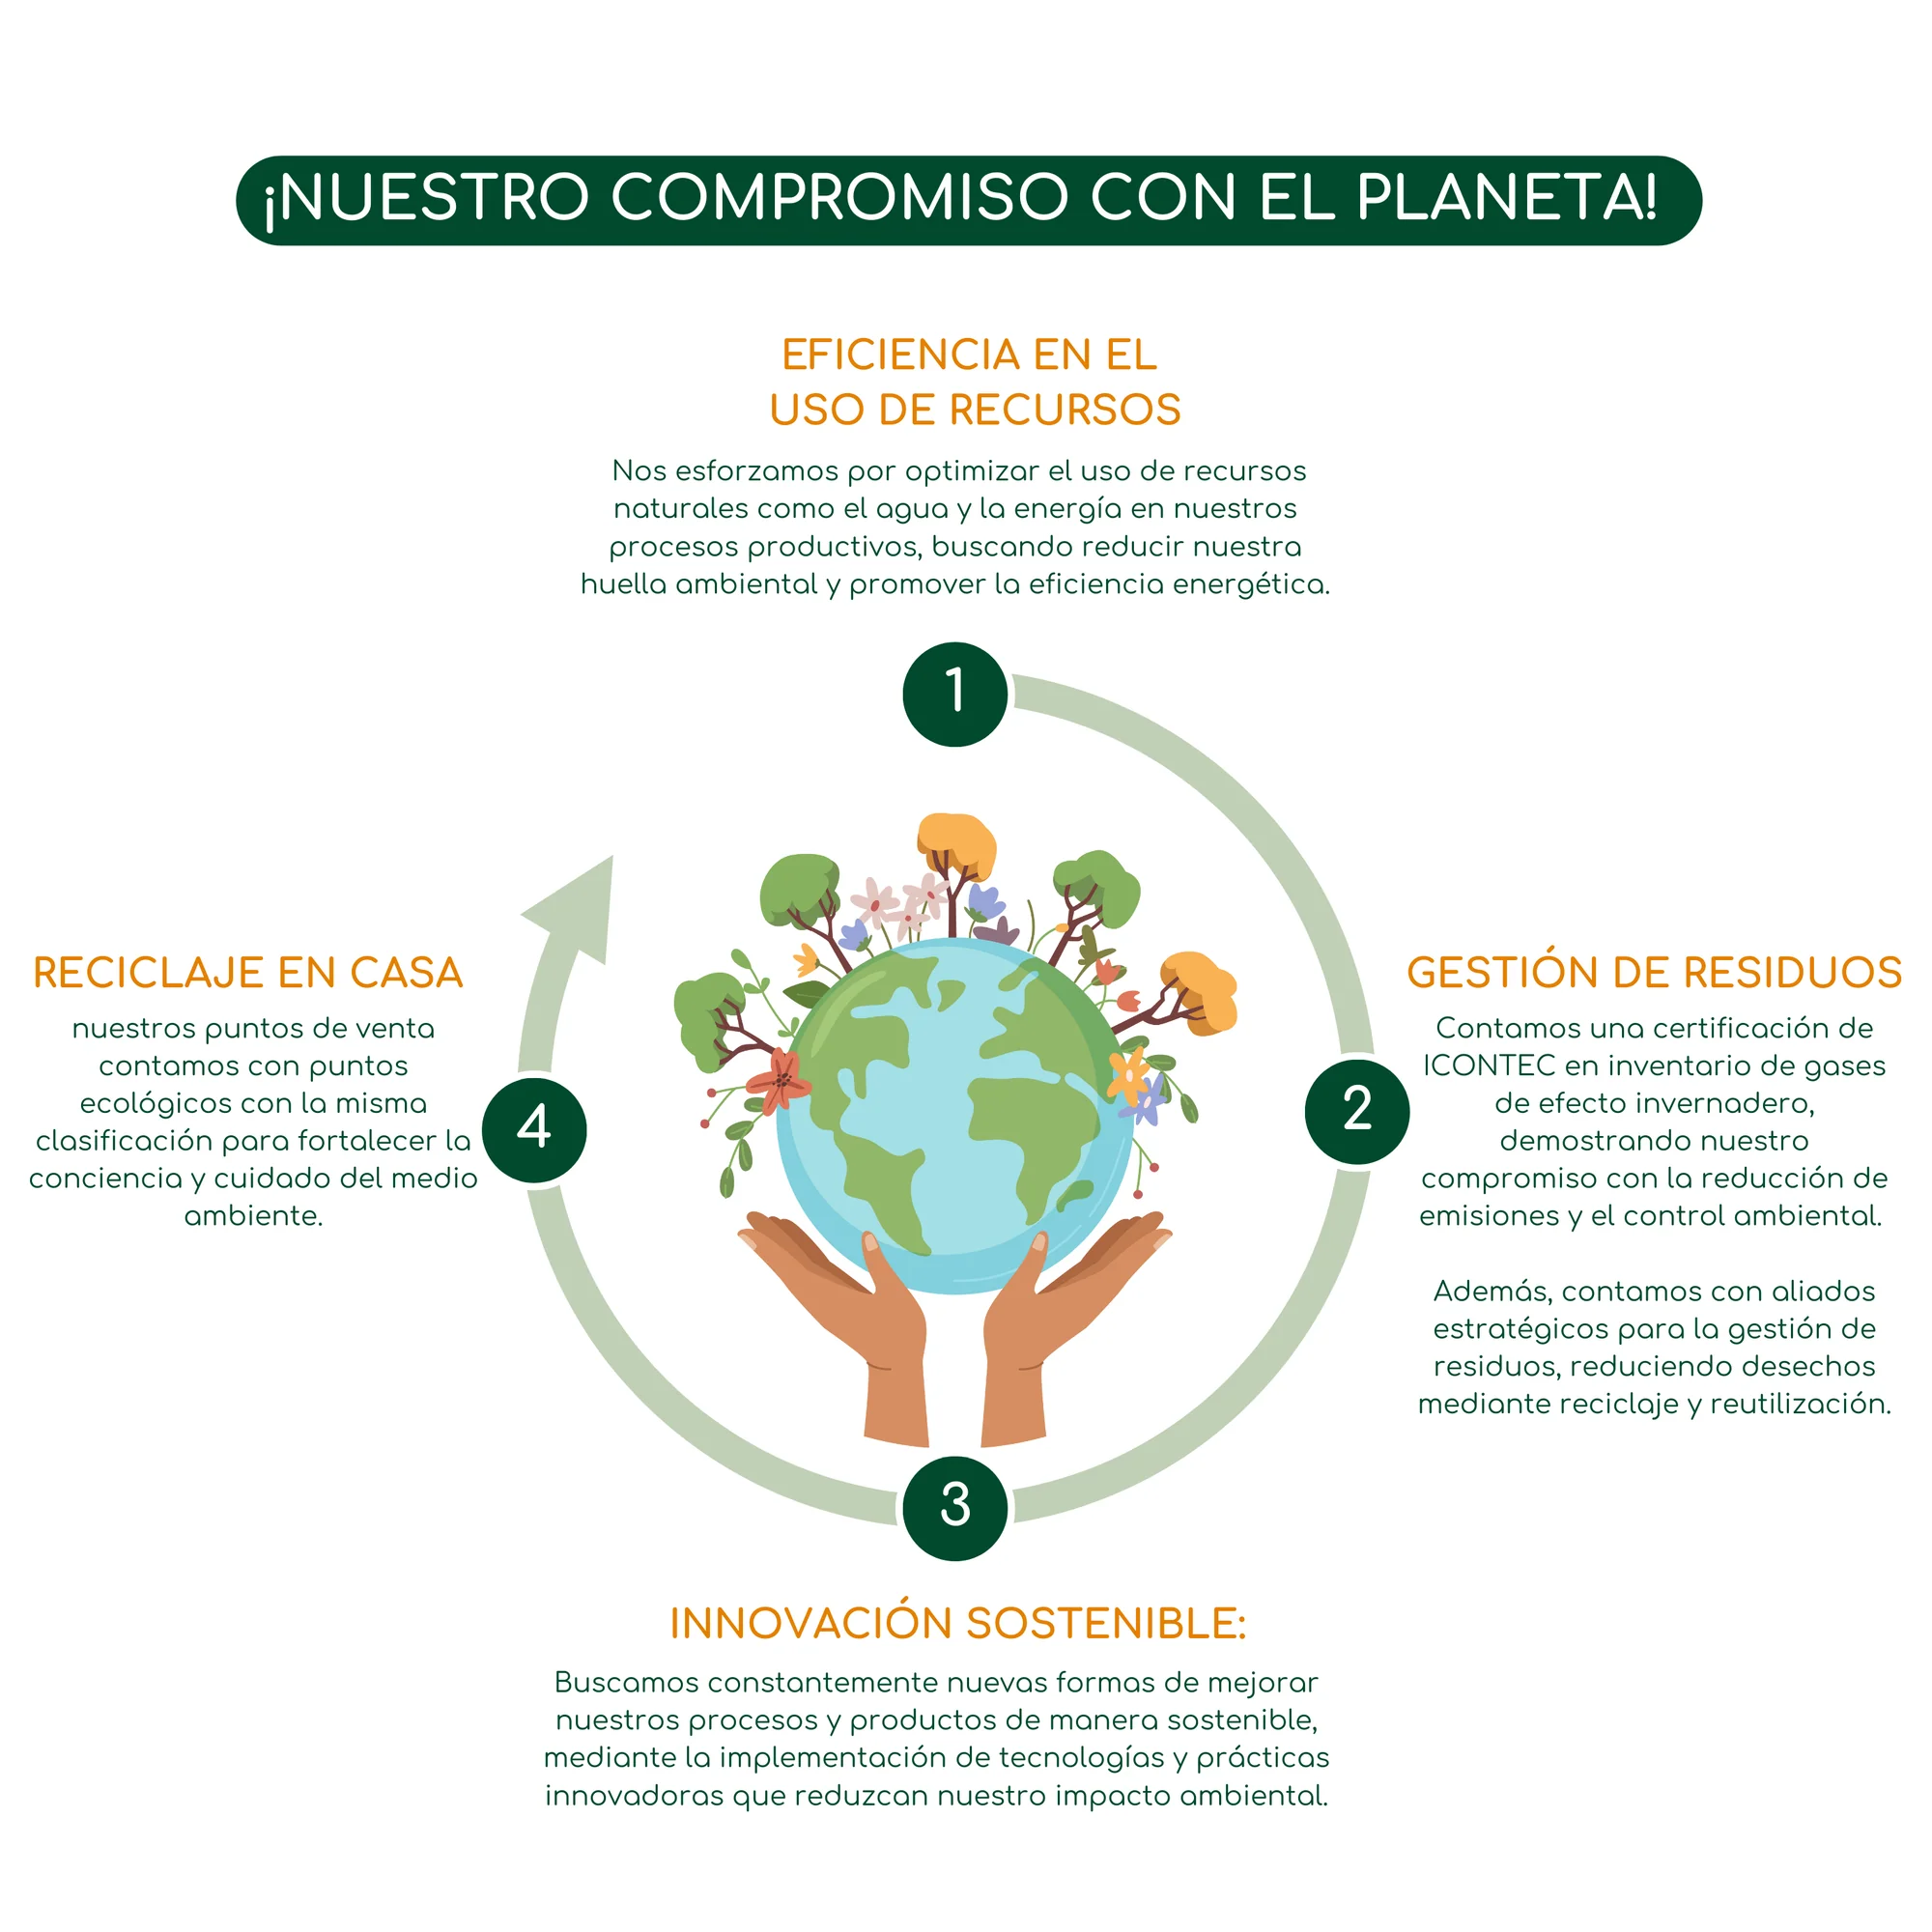 ¡NUESTRO COMPROMISO CON EL PLANETA!
EFICIENCIA EN EL
USO DE RECURSOS
Nos esforzamos por optimizar el uso de recursos
naturales como el agua y la energía en nuestros
procesos productivos, buscando reducir nuestra
huella ambiental y promover la eficiencia energética.
1
GESTIÓN DE RESIDUOS
Contamos una certificación de
ICONTEC en inventario de gases
de efecto invernadero,
demostrando nuestro
compromiso con la reducción de
emisiones y el control ambiental.
Además, contamos con aliados
estratégicos para la gestión de
residuos, reduciendo desechos
mediante reciclaje y reutilización.
2
3
INNOVACIÓN SOSTENIBLE:
Buscamos constantemente nuevas formas de mejorar
nuestros procesos y productos de manera sostenible,
mediante la implementación de tecnologías y prácticas
innovadoras que reduzcan nuestro impacto ambiental.
RECICLAJE EN CASA
nuestros puntos de venta
contamos con puntos
ecológicos con la misma
clasificación para fortalecer la
conciencia y cuidado del medio
ambiente.
4